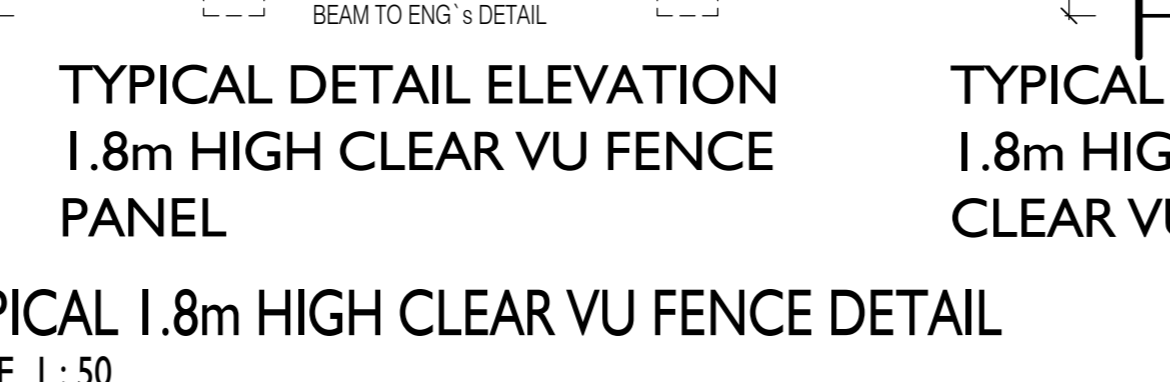 BEAM TO ENG`s DETAIL
TYPICAL DETAIL ELEVATION
1.8m HIGH CLEAR VU FENCE
PANEL
TYPICAL
1.8m HIG
CLEAR VU
PICAL 1.8m HIGH CLEAR VU FENCE DETAIL
E 1 : 50